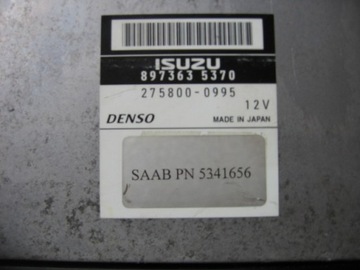 ISUZU
897363 5370
275800-0995
12V
DENSO
MADE IN JAPAN
SAAB PN 5341656